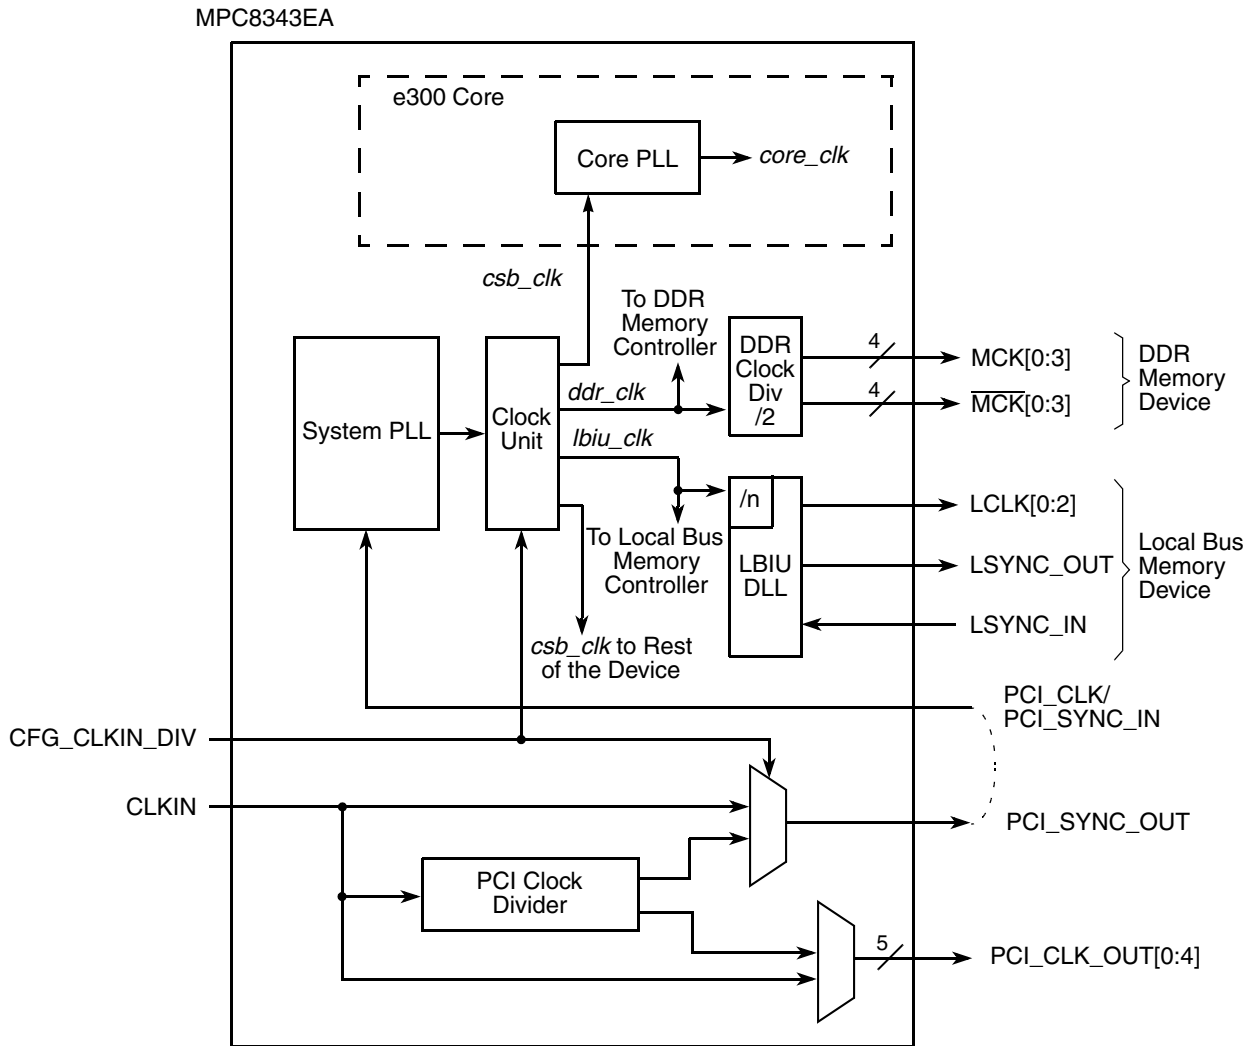 MPC8343EA
e300 Core
Core PLL
core_clk
csb_clk
To DDR
Memory
Controller
DDR
Clock
Div
/2
4
MCK[0:3]
4
M̅C̅K̅[0:3]
DDR
Memory
Device
System PLL
Clock
Unit
ddr_clk
lbiu_clk
/n
LBIU
DLL
To Local Bus
Memory
Controller
LCLK[0:2]
LSYNC_OUT
LSYNC_IN
Local Bus
Memory
Device
csb_clk to Rest
of the Device
PCI_CLK/
PCI_SYNC_IN
CFG_CLKIN_DIV
CLKIN
PCI_SYNC_OUT
PCI Clock
Divider
5
PCI_CLK_OUT[0:4]